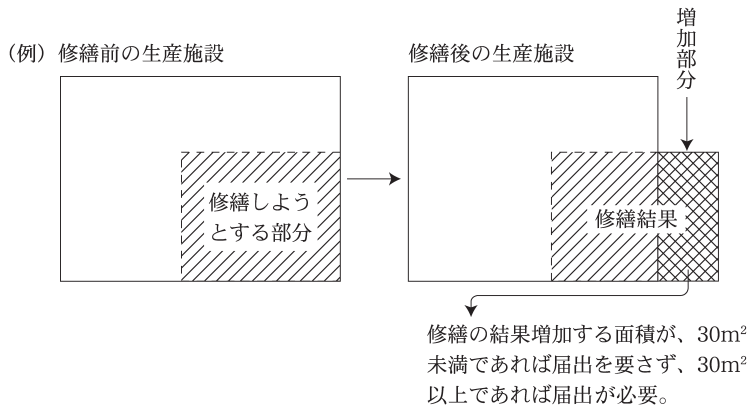 （例）修繕前の生産施設
修繕後の生産施設
増加部分
修繕しよう
とする部分
修繕結果
修繕の結果増加する面積が、30m²
未満であれば届出を要さず、30m²
以上であれば届出が必要。